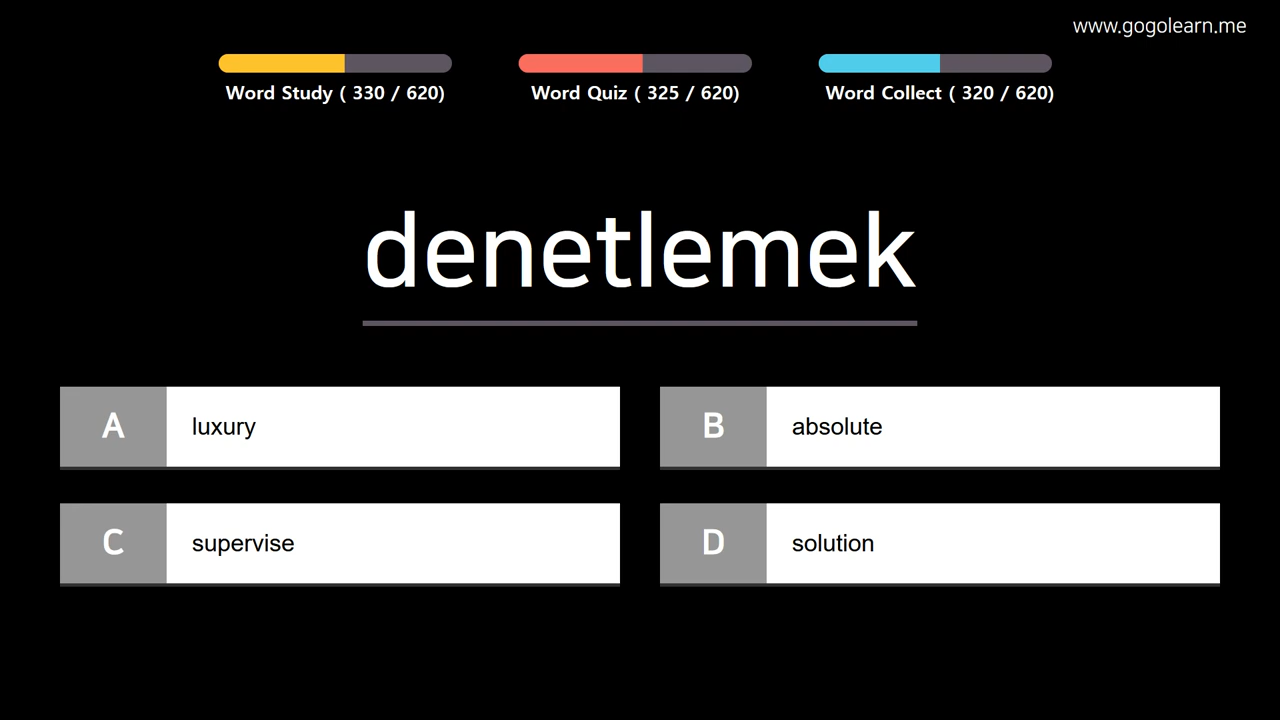 www.gogolearn.me
Word Study ( 330 / 620)
Word Quiz ( 325 / 620)
Word Collect ( 320 / 620)
denetlemek
A luxury
B absolute
C supervise
D solution